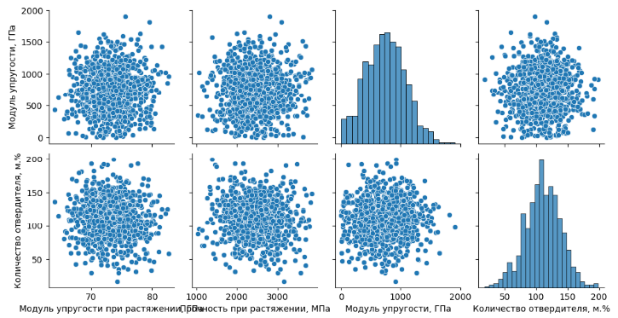 Модуль упругости, ГПа
2000
1500
1000
500
0
Количество отвердителя, м.%
200
150
100
50
70 80
1000 2000 3000
0 1000 2000
50 100 150 200
Модуль упругости при растяжении, ГПа
Прочность при растяжении, МПа
Модуль упругости, ГПа
Количество отвердителя, м.%